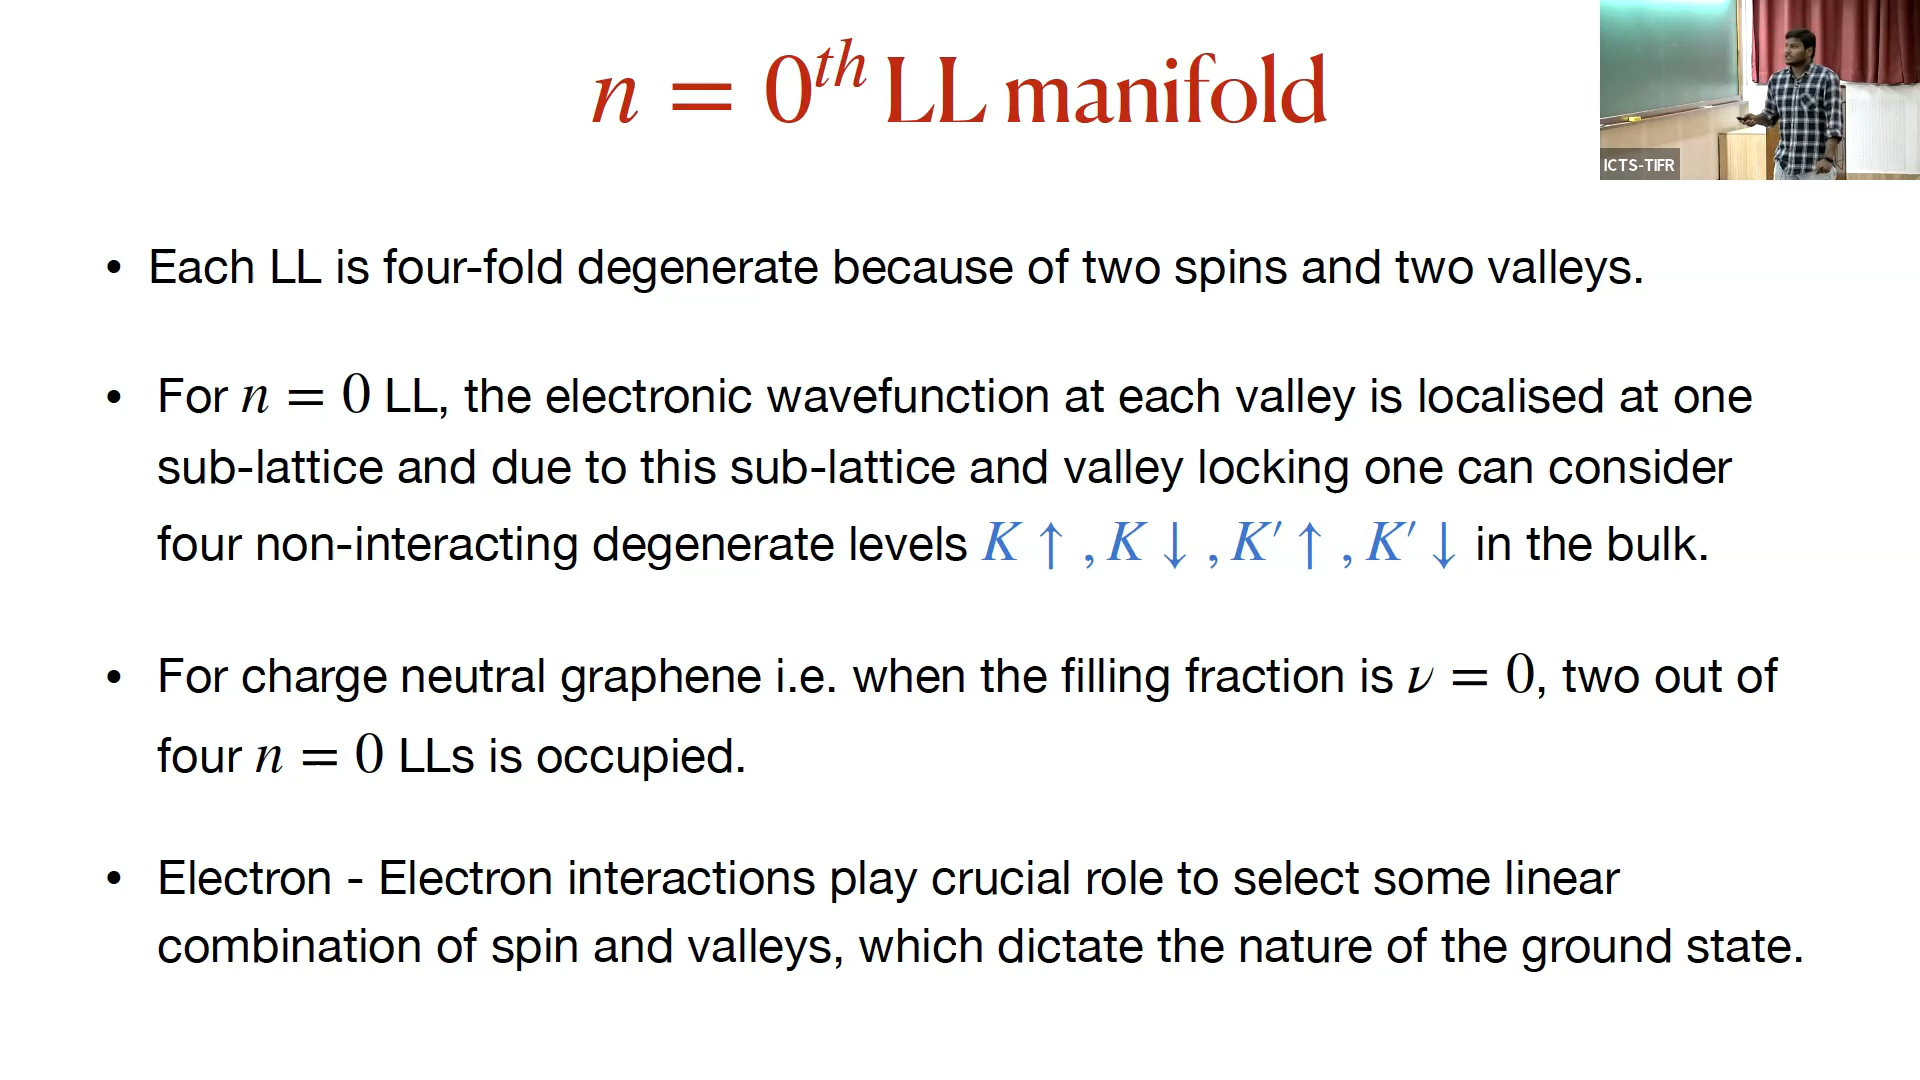 n = 0th LL manifold
ICTS-TIFR
• Each LL is four-fold degenerate because of two spins and two valleys.
• For n = 0 LL, the electronic wavefunction at each valley is localised at one
sub-lattice and due to this sub-lattice and valley locking one can consider
four non-interacting degenerate levels K ↑ , K ↓ , K′ ↑ , K′ ↓ in the bulk.
• For charge neutral graphene i.e. when the filling fraction is ν = 0, two out of
four n = 0 LLs is occupied.
• Electron - Electron interactions play crucial role to select some linear
combination of spin and valleys, which dictate the nature of the ground state.